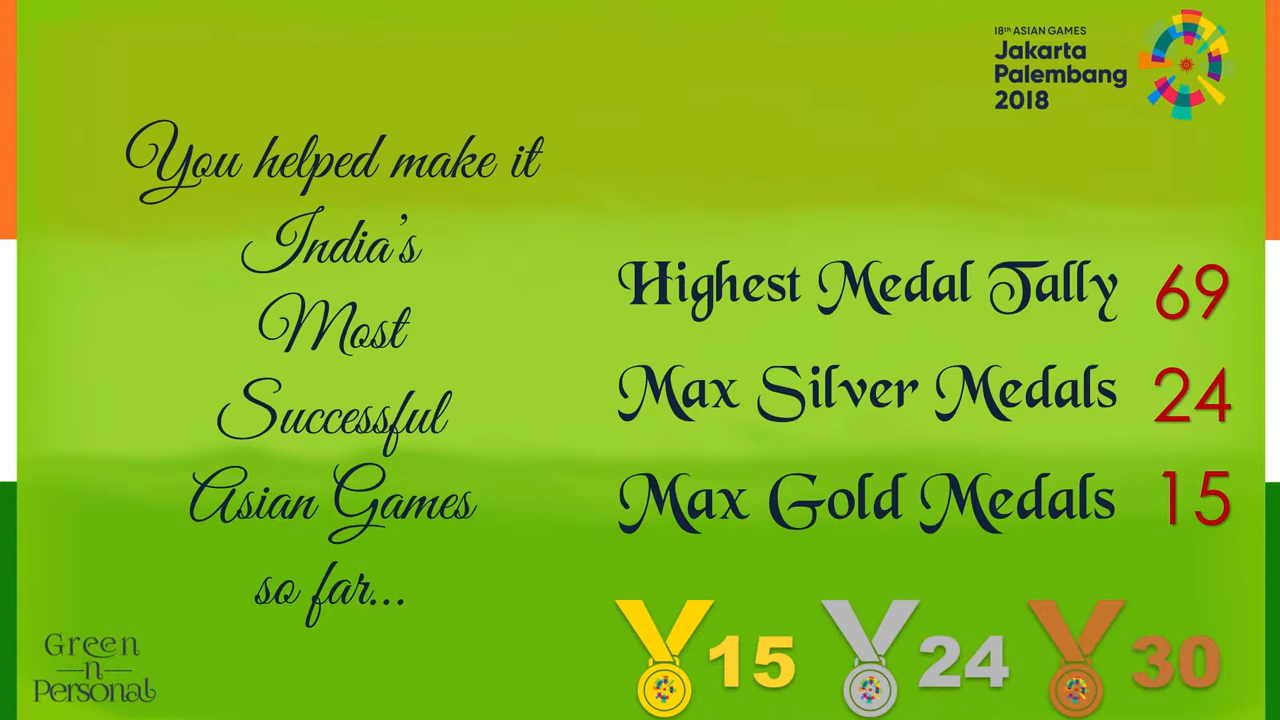 18th ASIAN GAMES
Jakarta
Palembang
2018
You helped make it
India's
Most
Successful
Asian Games
so far...
Highest Medal Tally 69
Max Silver Medals 24
Max Gold Medals 15
15 24 30
Green
n
Personal